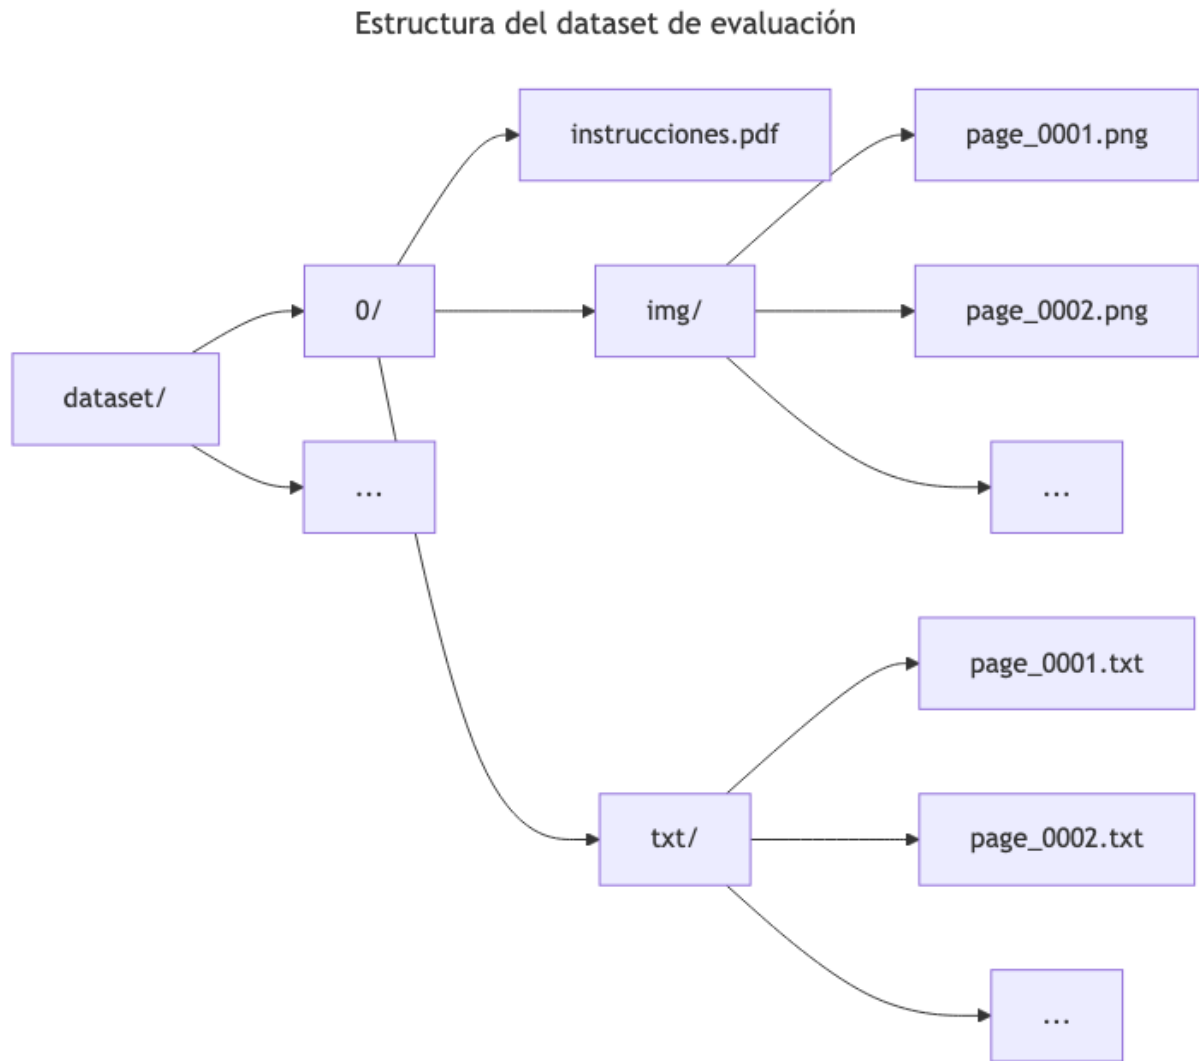 Estructura del dataset de evaluación
instrucciones.pdf
page_0001.png
0/
img/
page_0002.png
dataset/
...
...
page_0001.txt
txt/
page_0002.txt
...